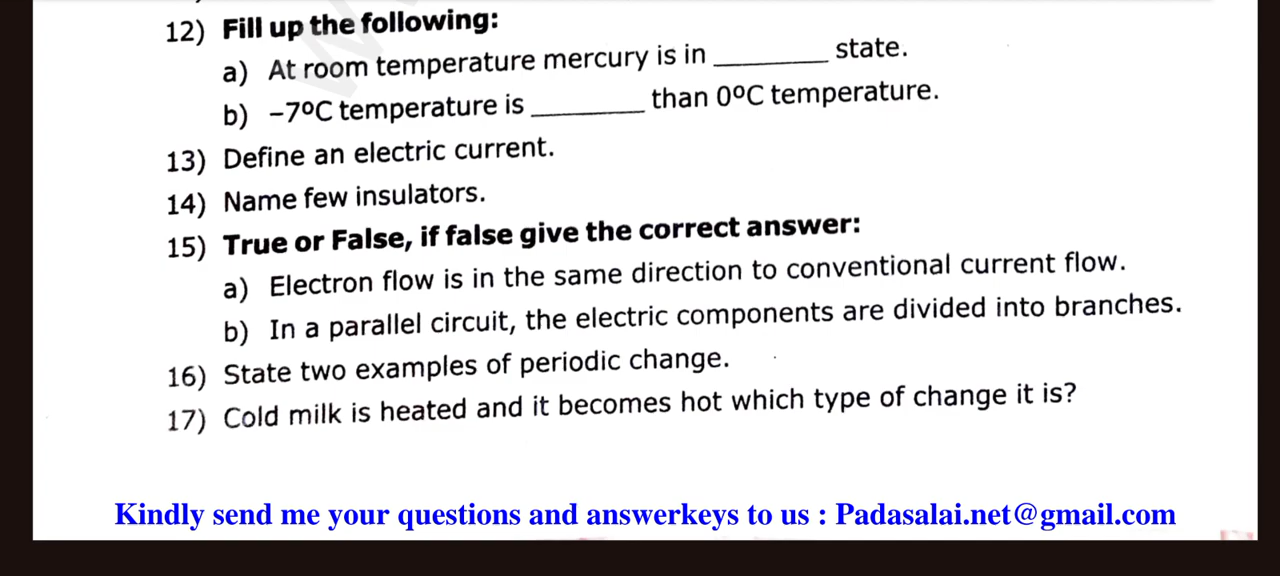 12) Fill up the following:
a) At room temperature mercury is in ________ state.
b) –7⁰C temperature is ________ than 0⁰C temperature.
13) Define an electric current.
14) Name few insulators.
15) True or False, if false give the correct answer:
a) Electron flow is in the same direction to conventional current flow.
b) In a parallel circuit, the electric components are divided into branches.
16) State two examples of periodic change.
17) Cold milk is heated and it becomes hot which type of change it is?
Kindly send me your questions and answerkeys to us : Padasalai.net@gmail.com